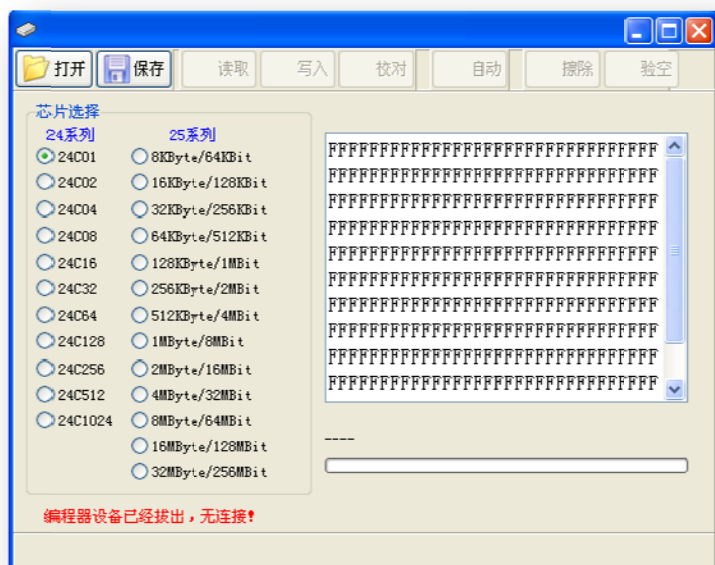 打开 保存 读取 写入 校对 自动 擦除 验空
芯片选择
24系列 25系列
24C01 8KByte/64KBit
24C02 16KByte/128KBit
24C04 32KByte/256KBit
24C08 64KByte/512KBit
24C16 128KByte/1MBit
24C32 256KByte/2MBit
24C64 512KByte/4MBit
24C128 1MByte/8MBit
24C256 2MByte/16MBit
24C512 4MByte/32MBit
24C1024 8MByte/64MBit
16MByte/128MBit
32MByte/256MBit
FFFFFFFFFFFFFFFFFFFFFFFFFFFFFFFF
FFFFFFFFFFFFFFFFFFFFFFFFFFFFFFFF
FFFFFFFFFFFFFFFFFFFFFFFFFFFFFFFF
FFFFFFFFFFFFFFFFFFFFFFFFFFFFFFFF
FFFFFFFFFFFFFFFFFFFFFFFFFFFFFFFF
FFFFFFFFFFFFFFFFFFFFFFFFFFFFFFFF
FFFFFFFFFFFFFFFFFFFFFFFFFFFFFFFF
FFFFFFFFFFFFFFFFFFFFFFFFFFFFFFFF
FFFFFFFFFFFFFFFFFFFFFFFFFFFFFFFF
FFFFFFFFFFFFFFFFFFFFFFFFFFFFFFFF
----
编程器设备已经拔出，无连接!